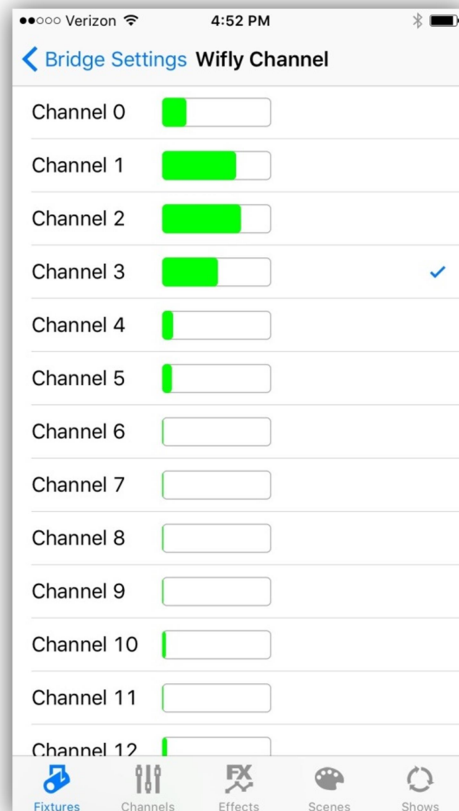 Verizon 4:52 PM
Bridge Settings Wifly Channel
Channel 0
Channel 1
Channel 2
Channel 3
Channel 4
Channel 5
Channel 6
Channel 7
Channel 8
Channel 9
Channel 10
Channel 11
Channel 12
FX
Fixtures Channels Effects Scenes Shows